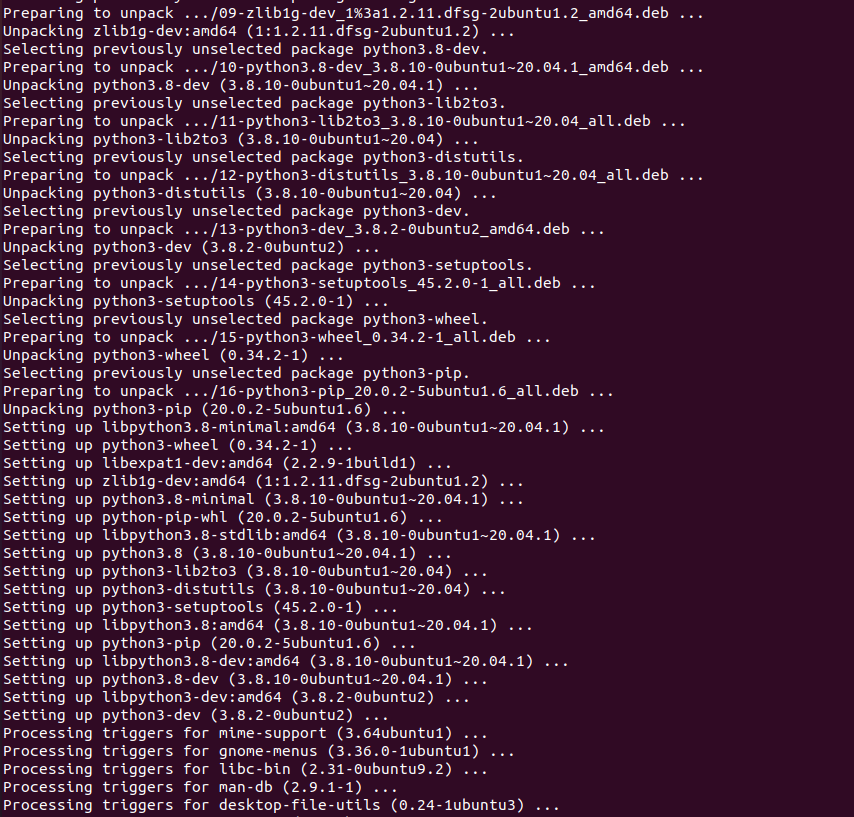 Preparing to unpack .../09-zlib1g-dev_1%3a1.2.11.dfsg-2ubuntu1.2_amd64.deb ...
Unpacking zlib1g-dev:amd64 (1:1.2.11.dfsg-2ubuntu1.2) ...
Selecting previously unselected package python3.8-dev.
Preparing to unpack .../10-python3.8-dev_3.8.10-0ubuntu1~20.04.1_amd64.deb ...
Unpacking python3.8-dev (3.8.10-0ubuntu1~20.04.1) ...
Selecting previously unselected package python3-lib2to3.
Preparing to unpack .../11-python3-lib2to3_3.8.10-0ubuntu1~20.04_all.deb ...
Unpacking python3-lib2to3 (3.8.10-0ubuntu1~20.04) ...
Selecting previously unselected package python3-distutils.
Preparing to unpack .../12-python3-distutils_3.8.10-0ubuntu1~20.04_all.deb ...
Unpacking python3-distutils (3.8.10-0ubuntu1~20.04) ...
Selecting previously unselected package python3-dev.
Preparing to unpack .../13-python3-dev_3.8.2-0ubuntu2_amd64.deb ...
Unpacking python3-dev (3.8.2-0ubuntu2) ...
Selecting previously unselected package python3-setuptools.
Preparing to unpack .../14-python3-setuptools_45.2.0-1_all.deb ...
Unpacking python3-setuptools (45.2.0-1) ...
Selecting previously unselected package python3-wheel.
Preparing to unpack .../15-python3-wheel_0.34.2-1_all.deb ...
Unpacking python3-wheel (0.34.2-1) ...
Selecting previously unselected package python3-pip.
Preparing to unpack .../16-python3-pip_20.0.2-5ubuntu1.6_all.deb ...
Unpacking python3-pip (20.0.2-5ubuntu1.6) ...
Setting up libpython3.8-minimal:amd64 (3.8.10-0ubuntu1~20.04.1) ...
Setting up python3-wheel (0.34.2-1) ...
Setting up libexpat1-dev:amd64 (2.2.9-1build1) ...
Setting up zlib1g-dev:amd64 (1:1.2.11.dfsg-2ubuntu1.2) ...
Setting up python3.8-minimal (3.8.10-0ubuntu1~20.04.1) ...
Setting up python-pip-whl (20.0.2-5ubuntu1.6) ...
Setting up libpython3.8-stdlib:amd64 (3.8.10-0ubuntu1~20.04.1) ...
Setting up python3.8 (3.8.10-0ubuntu1~20.04.1) ...
Setting up python3-lib2to3 (3.8.10-0ubuntu1~20.04) ...
Setting up python3-distutils (3.8.10-0ubuntu1~20.04) ...
Setting up python3-setuptools (45.2.0-1) ...
Setting up libpython3.8:amd64 (3.8.10-0ubuntu1~20.04.1) ...
Setting up python3-pip (20.0.2-5ubuntu1.6) ...
Setting up libpython3.8-dev:amd64 (3.8.10-0ubuntu1~20.04.1) ...
Setting up python3.8-dev (3.8.10-0ubuntu1~20.04.1) ...
Setting up libpython3-dev:amd64 (3.8.2-0ubuntu2) ...
Setting up python3-dev (3.8.2-0ubuntu2) ...
Processing triggers for mime-support (3.64ubuntu1) ...
Processing triggers for gnome-menus (3.36.0-1ubuntu1) ...
Processing triggers for libc-bin (2.31-0ubuntu9.2) ...
Processing triggers for man-db (2.9.1-1) ...
Processing triggers for desktop-file-utils (0.24-1ubuntu3) ...